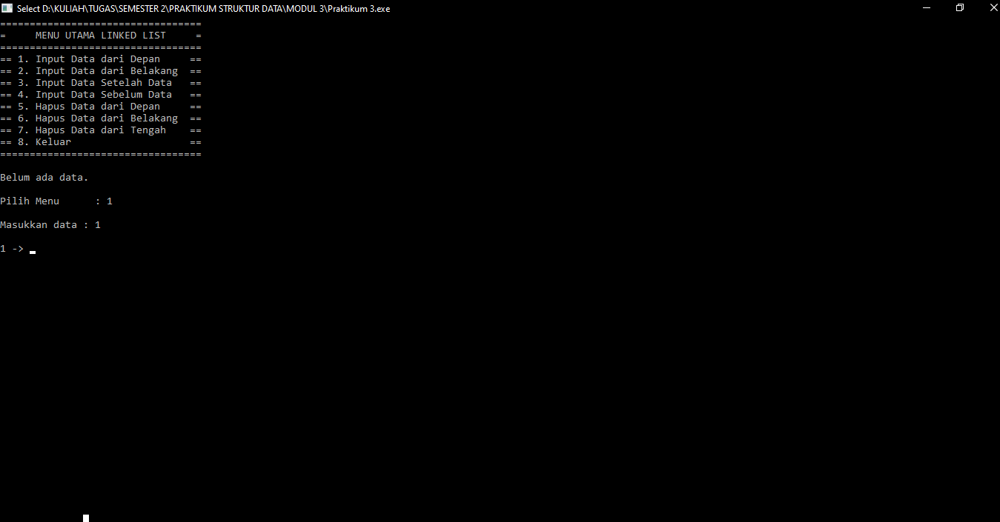 Select D:\KULIAH\TUGAS\SEMESTER 2\PRAKTIKUM STRUKTUR DATA\MODUL 3\Praktikum 3.exe
==================================
=     MENU UTAMA LINKED LIST     =
==================================
== 1. Input Data dari Depan     ==
== 2. Input Data dari Belakang  ==
== 3. Input Data Setelah Data   ==
== 4. Input Data Sebelum Data   ==
== 5. Hapus Data dari Depan     ==
== 6. Hapus Data dari Belakang  ==
== 7. Hapus Data dari Tengah    ==
== 8. Keluar                    ==
==================================
Belum ada data.
Pilih Menu      : 1
Masukkan data : 1
1 ->